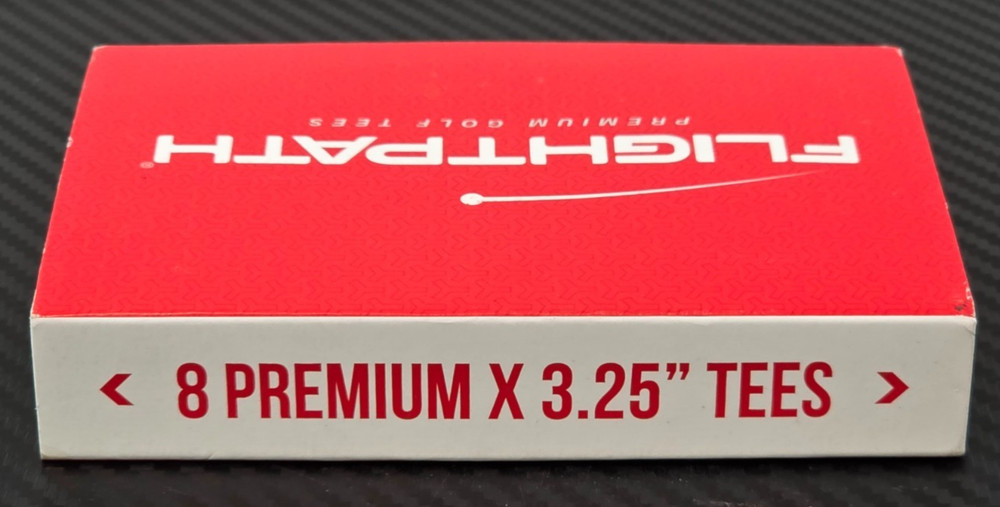 FLIGHTPATH®
PREMIUM GOLF TEES
< 8 PREMIUM X 3.25” TEES >